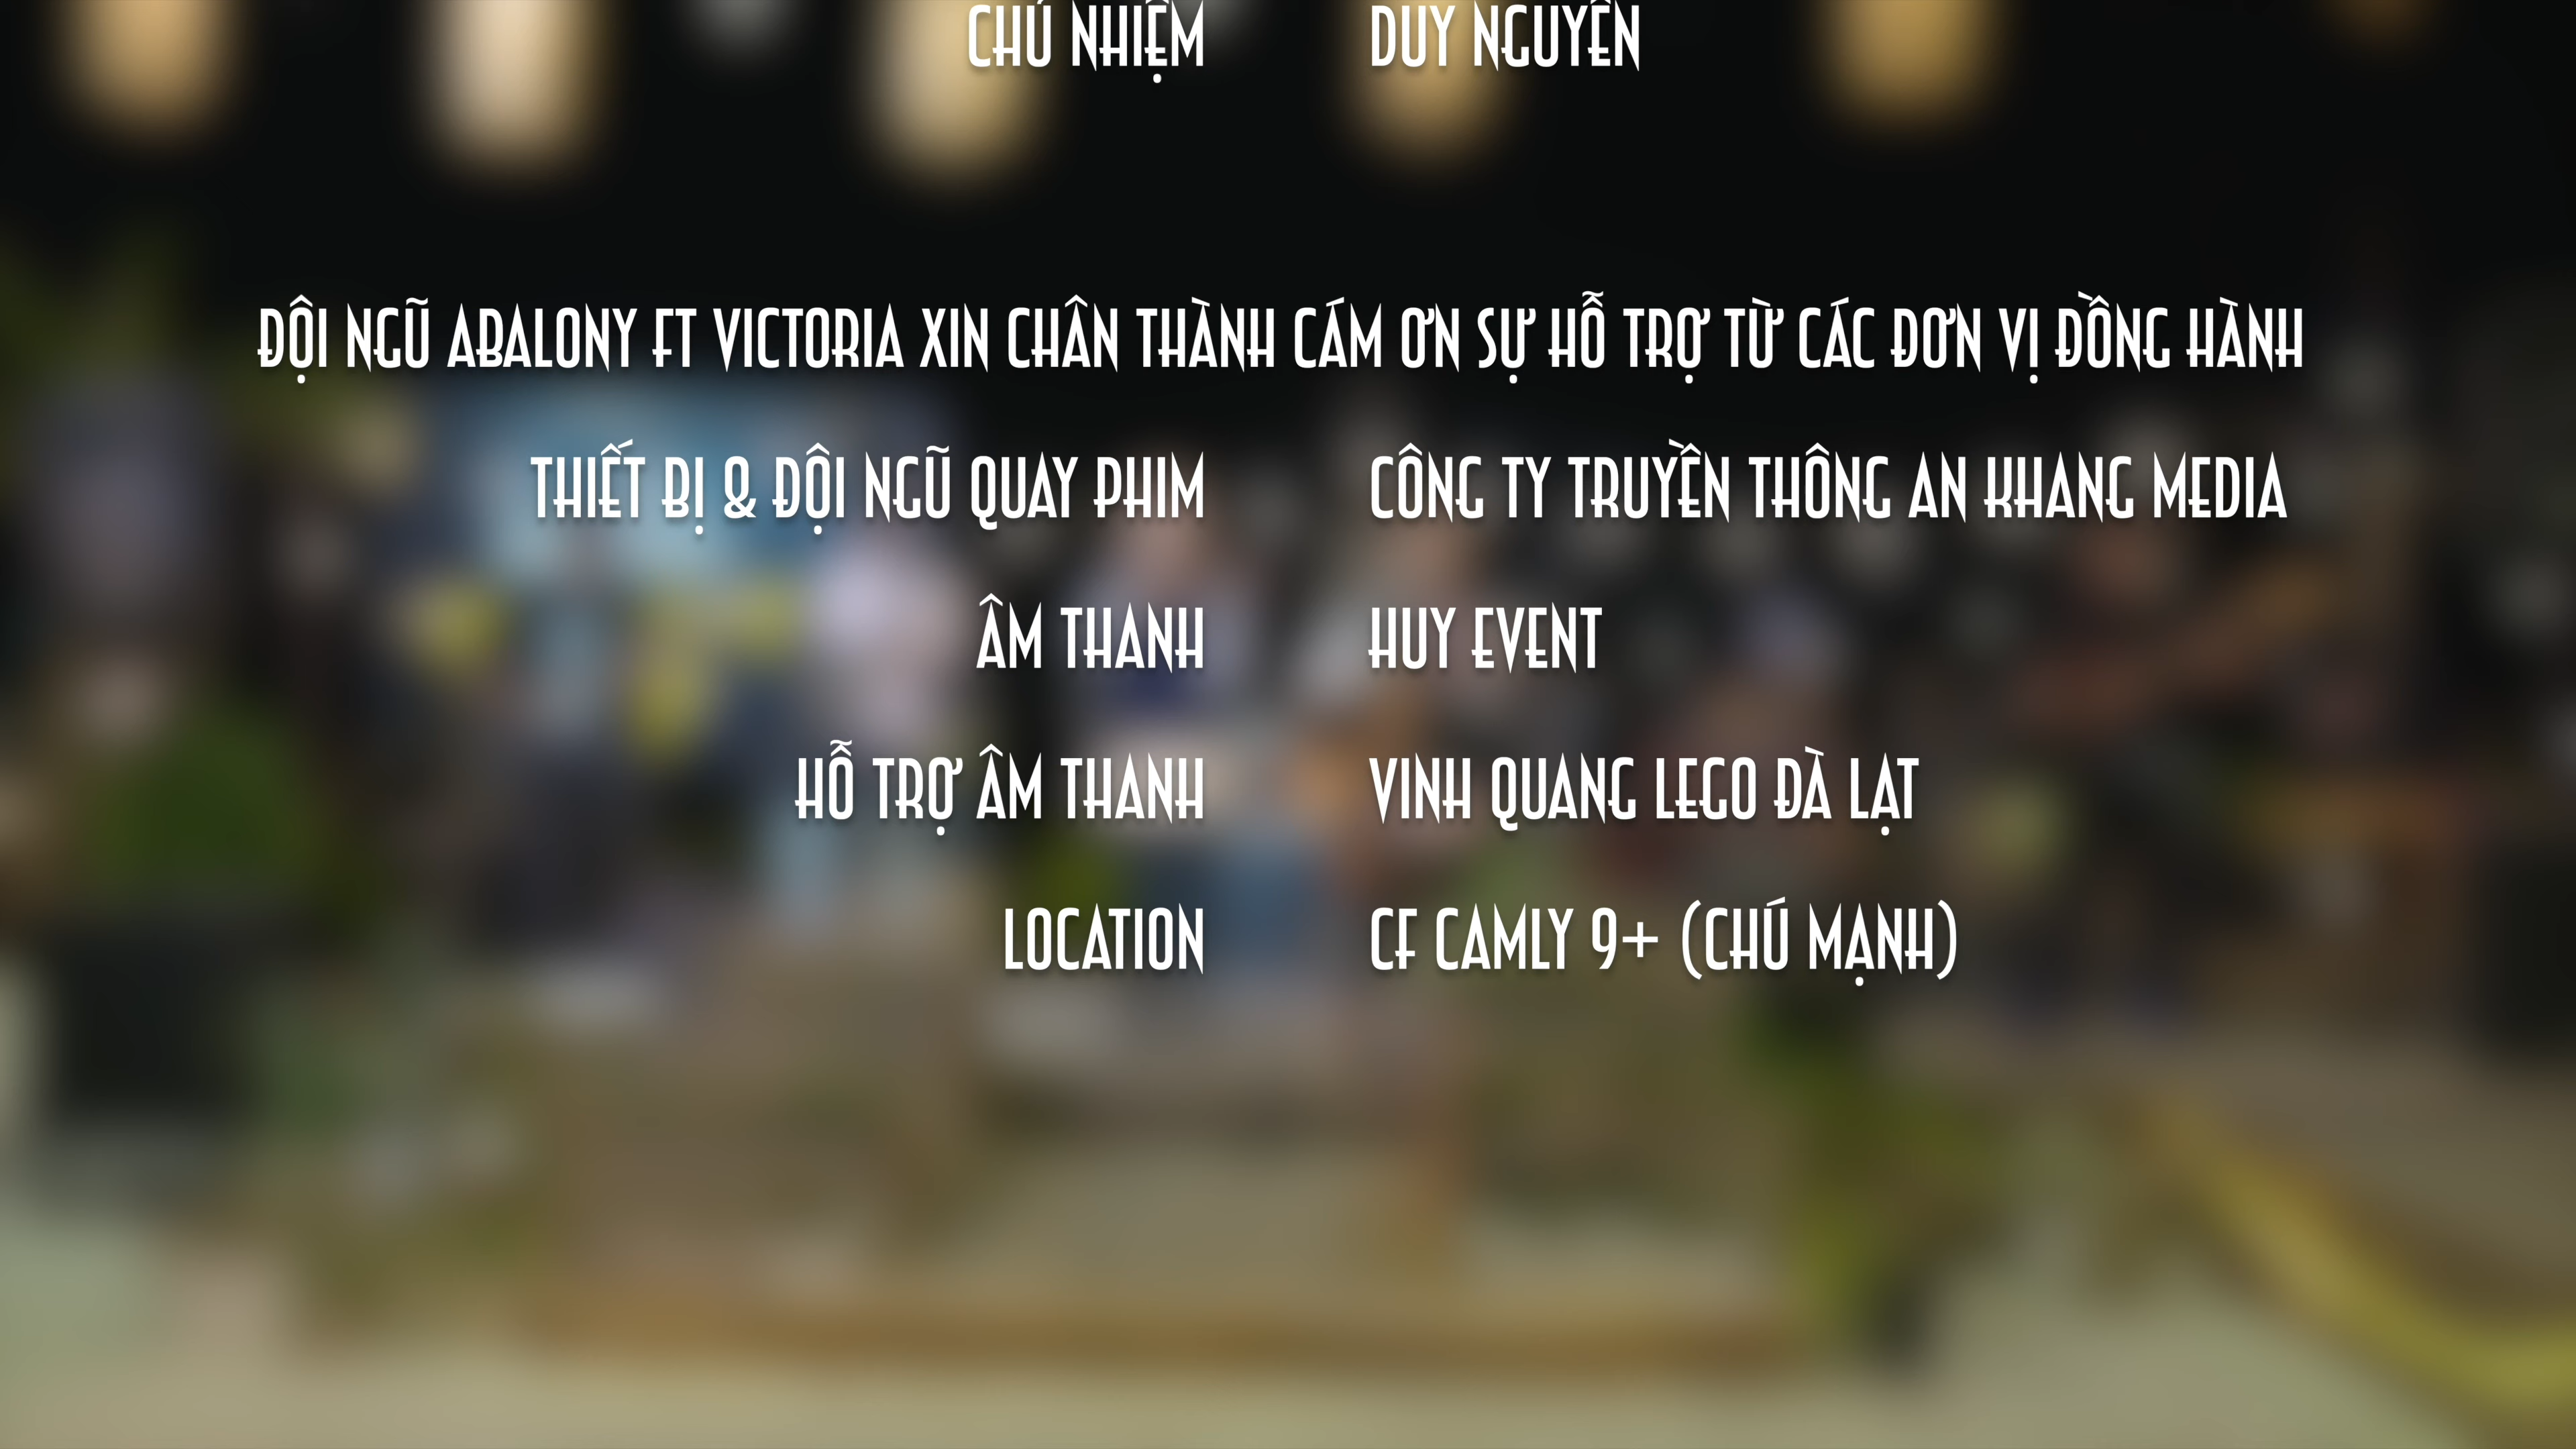 CHỦ NHIỆM DUY NGUYÊN
ĐỘI NGŨ ABALONY FT VICTORIA XIN CHÂN THÀNH CÁM ƠN SỰ HỖ TRỢ TỪ CÁC ĐƠN VỊ ĐỒNG HÀNH
THIẾT BỊ & ĐỘI NGŨ QUAY PHIM CÔNG TY TRUYỀN THÔNG AN KHANG MEDIA
ÂM THANH HUY EVENT
HỖ TRỢ ÂM THANH VINH QUANG LEGO ĐÀ LẠT
LOCATION CF CAMLY 9+ (CHÚ MẠNH)